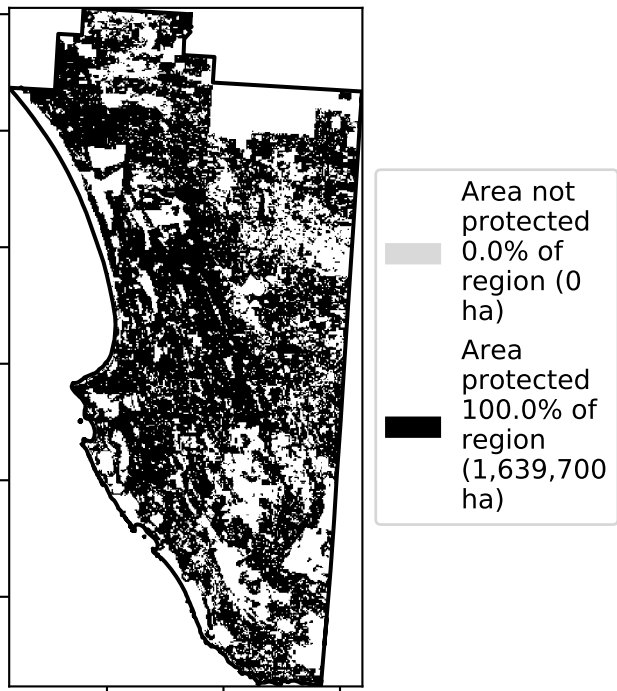 Area not
protected
0.0% of
region (0
ha)
Area
protected
100.0% of
region
(1,639,700
ha)